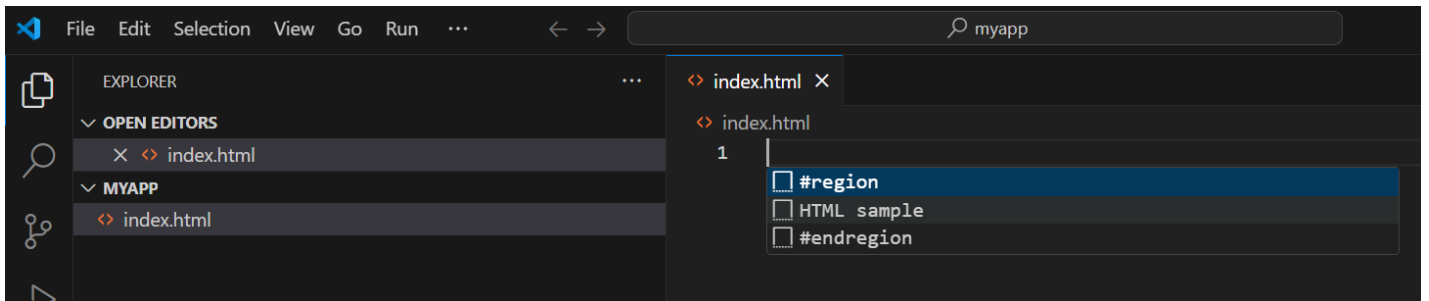 File Edit Selection View Go Run ···
myapp
EXPLORER ···
OPEN EDITORS
index.html
MYAPP
index.html
index.html
index.html
1
#region
HTML sample
#endregion